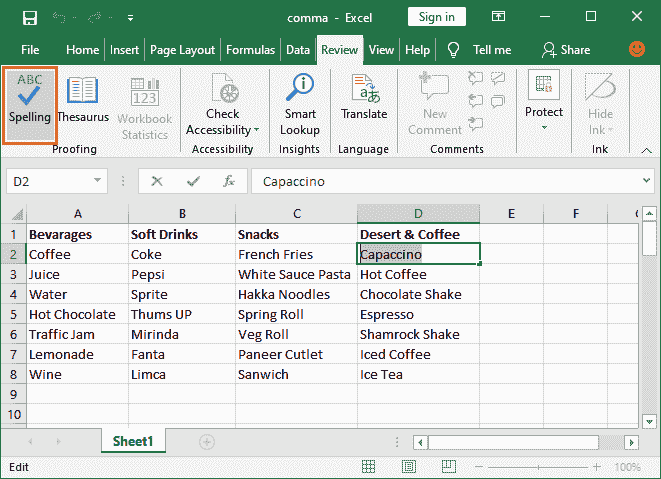 comma - Excel Sign in
File Home Insert Page Layout Formulas Data Review View Help Tell me Share
ABC
Spelling Thesaurus Workbook Statistics
123
Check Accessibility
Smart Lookup
Translate
New Comment
Protect
Hide Ink
Proofing Accessibility Insights Language Comments Ink
D2 fx Capaccino
A B C D E F
1 Bevarages Soft Drinks Snacks Desert & Coffee
2 Coffee Coke French Fries Capaccino
3 Juice Pepsi White Sauce Pasta Hot Coffee
4 Water Sprite Hakka Noodles Chocolate Shake
5 Hot Chocolate Thums UP Spring Roll Espresso
6 Traffic Jam Mirinda Veg Roll Shamrock Shake
7 Lemonade Fanta Paneer Cutlet Iced Coffee
8 Wine Limca Sanwich Ice Tea
9
10
Sheet1
Edit 100%